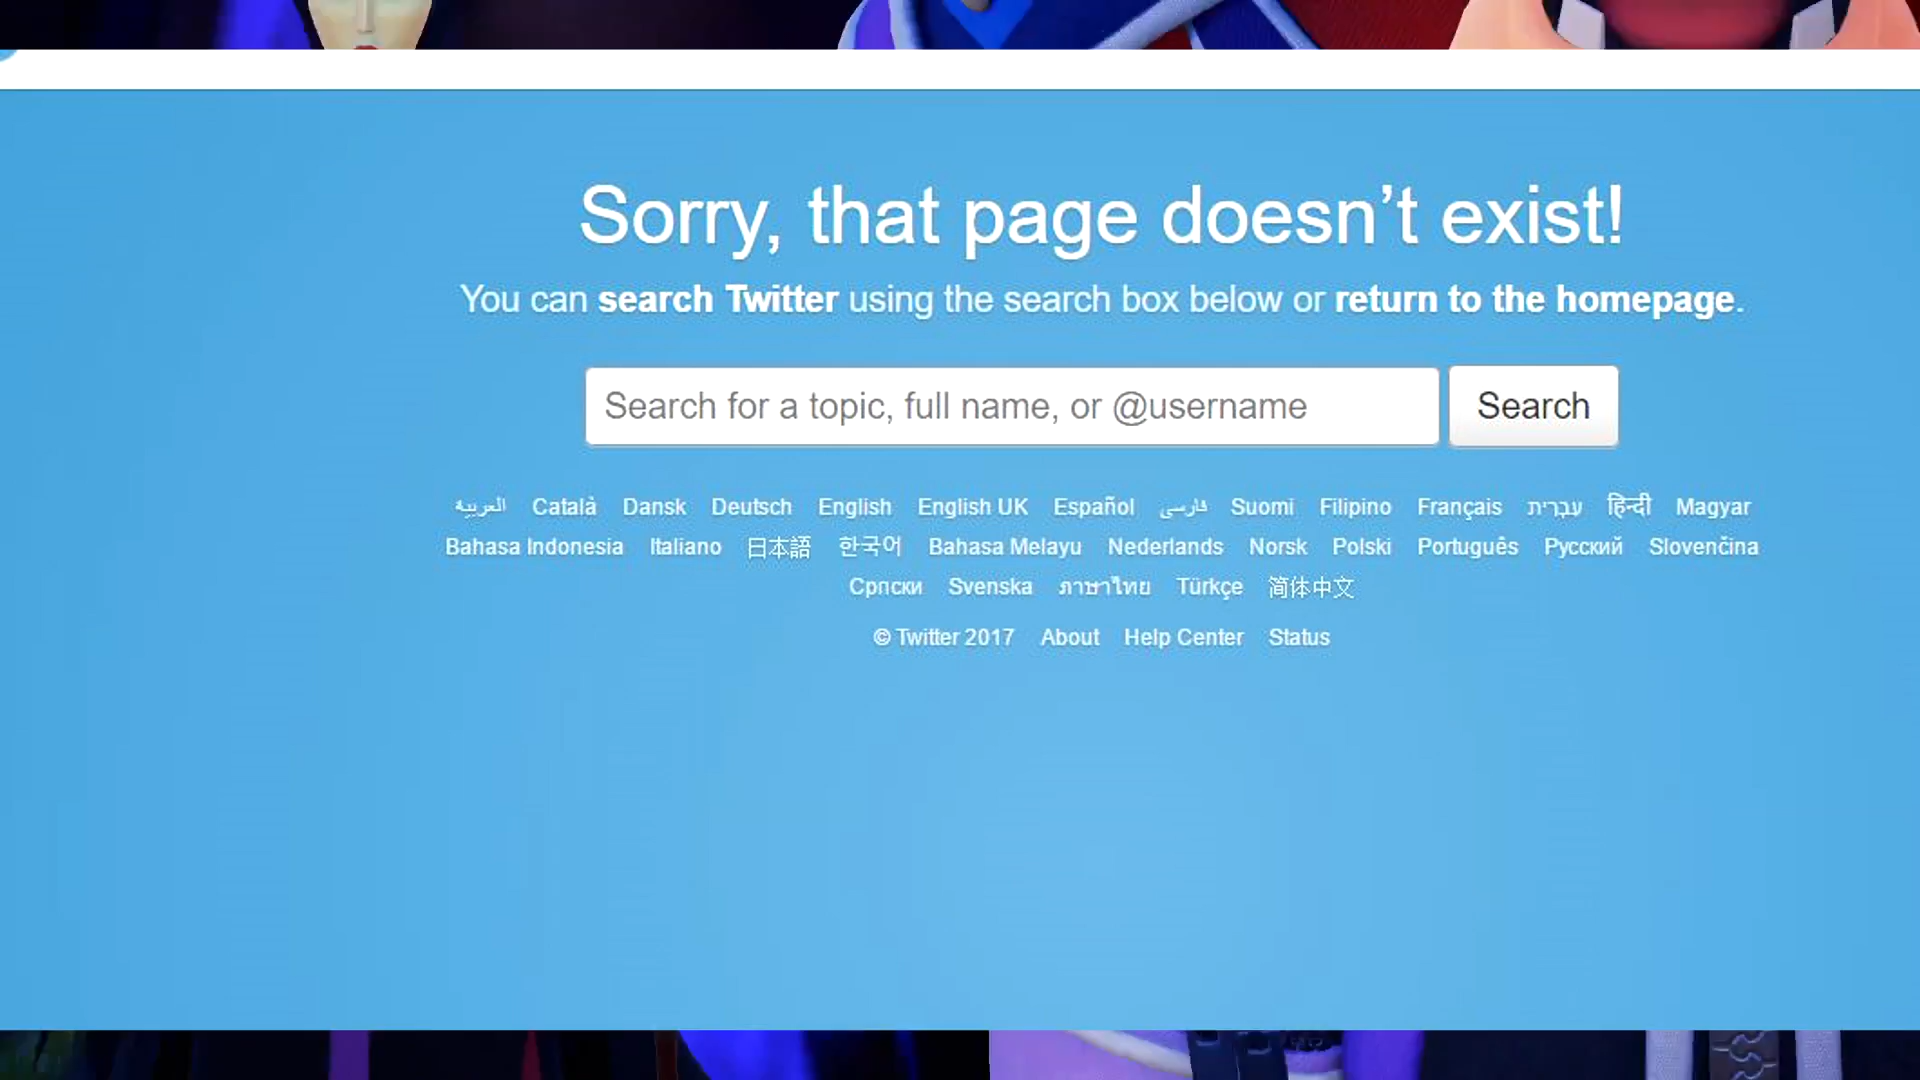 Sorry, that page doesn’t exist!
You can search Twitter using the search box below or return to the homepage.
Search for a topic, full name, or @username Search
العربية Català Dansk Deutsch English English UK Español فارسی Suomi Filipino Français עִבְרִית हिन्दी Magyar
Bahasa Indonesia Italiano 日本語 한국어 Bahasa Melayu Nederlands Norsk Polski Português Русский Slovenčina
Српски Svenska ภาษาไทย Türkçe 简体中文
© Twitter 2017 About Help Center Status